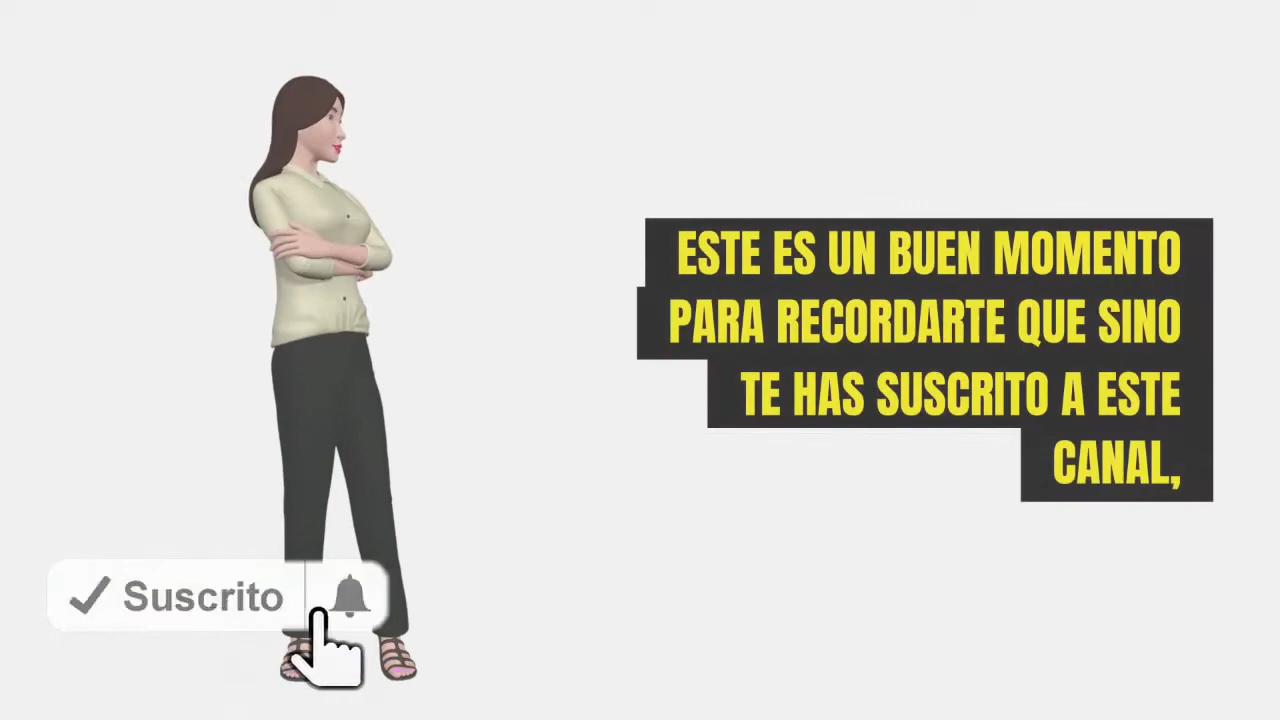 ESTE ES UN BUEN MOMENTO
PARA RECORDARTE QUE SINO
TE HAS SUSCRITO A ESTE
CANAL,
Suscrito